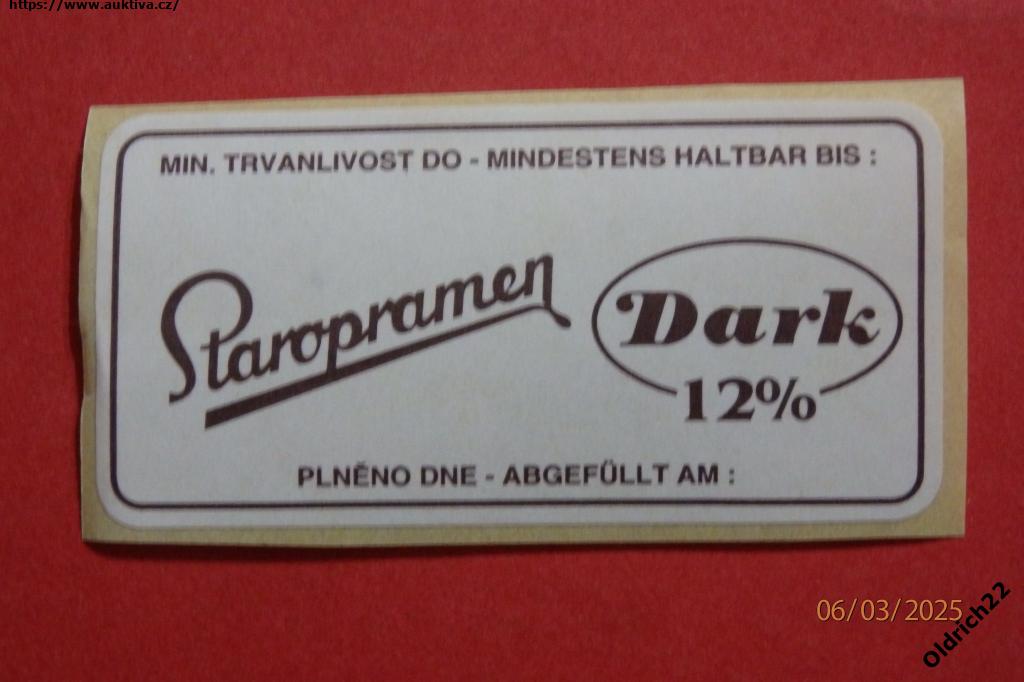 https://www.auktiva.cz/
MIN. TRVANLIVOST DO - MINDESTENS HALTBAR BIS :
Staropramen
Dark
12%
PLNĚNO DNE - ABGEFÜLLT AM :
06/03/2025
Oldrich22